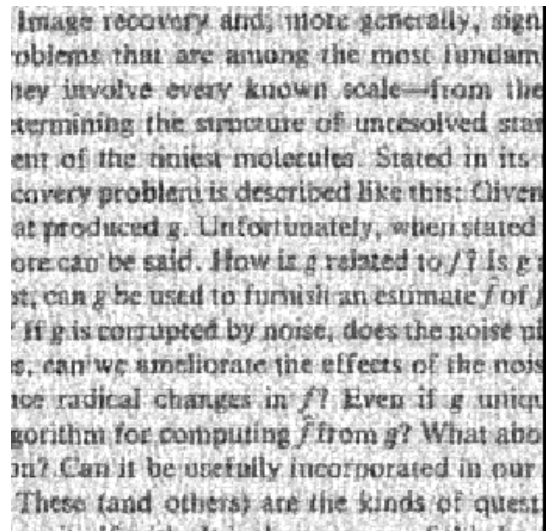 Image recovery and, more generally, sign
oblems that are among the most fundam
hey involve every known scale—from the
etermining the structure of unresolved star
ent of the tiniest molecules. Stated in its
covery problem is described like this: Given
at produced g. Unfortunately, when stated
ore can be said. How is g related to f? Is g
st, can g be used to furnish an estimate f̂ of f
If g is corrupted by noise, does the noise pl
s, can we ameliorate the effects of the nois
nce radical changes in f? Even if g uniqu
gorithm for computing f̂ from g? What abo
on? Can it be usefully incorporated in our
These (and others) are the kinds of quest